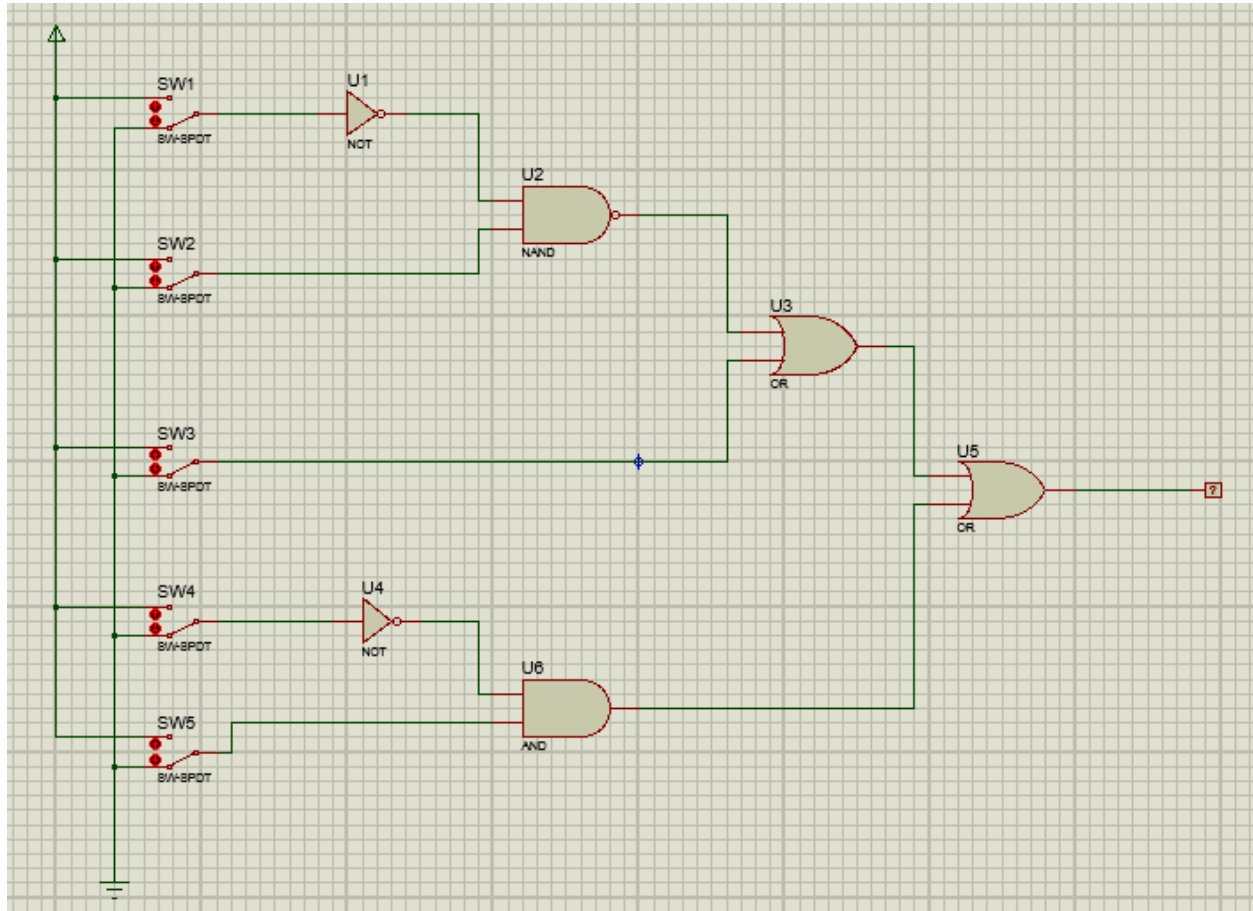 SW1
SW-SPDT
U1
NOT
U2
NAND
SW2
SW-SPDT
U3
OR
SW3
SW-SPDT
U5
OR
?
SW4
SW-SPDT
U4
NOT
U6
AND
SW5
SW-SPDT